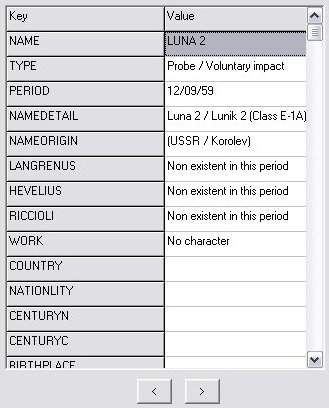 Key Value
NAME LUNA 2
TYPE Probe / Voluntary impact
PERIOD 12/09/59
NAMEDETAIL Luna 2 / Lunik 2 (Class E-1A)
NAMEORIGIN (USSR / Korolev)
LANGRENUS Non existent in this period
HEVELIUS Non existent in this period
RICCIOLI Non existent in this period
WORK No character
COUNTRY
NATIONLITY
CENTURYN
CENTURYC
BIRTHPLACE
< >